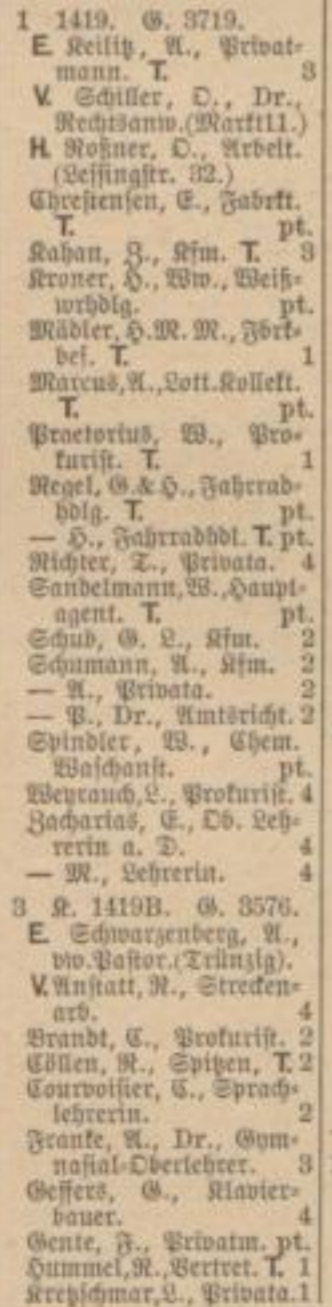 1 1419. G. 3719.
E. Keilitz, A., Privat-
mann. T. 3
V. Schiller, O., Dr.,
Rechtsanw.(Markt11.)
H. Roßner, O., Arbeit.
(Lessingstr. 32.)
Chrestensen, E., Fabrkt.
T. pt.
Kahan, J., Kfm. T. 3
Kroner, H., Ww., Weiß-
wrhdlg. pt.
Mädler, H.M.M., Fbrk-
bes. T. 1
Marcus, A., Lott.Kollekt.
T. pt.
Praetorius, W., Pro-
kurist. T. 1
Regel, G.&H., Fahrrad-
hdlg. T. pt.
— H., Fahrradhdl. T. pt.
Richter, T., Privata. 4
Sandelmann, W., Haupt-
agent. T. pt.
Schub, G. L., Kfm. 2
Schumann, A., Kfm. 2
— A., Privata. 2
— P., Dr., Amtsricht. 2
Spindler, W., Chem.
Waschanst. pt.
Weyrauch, L., Prokurist. 4
Zacharias, E., Ob. Leh-
rerin a. D. 4
— M., Lehrerin. 4
3 K. 1419B. G. 3576.
E. Schwarzenberg, A.,
vw.Pastor.(Trünzig).
V. Anstatt, R., Strecken-
arb. 4
Brandt, C., Prokurist. 2
Cöllen, R., Spitzen, T. 2
Courvoisier, C., Sprach-
lehrerin. 2
Franke, A., Dr., Gym-
nasial-Oberlehrer. 3
Geffers, G., Klavier-
bauer. 4
Gente, F., Privatm. pt.
Hummel, R., Vertret. T. 1
Kretzschmar, L., Privata. 1